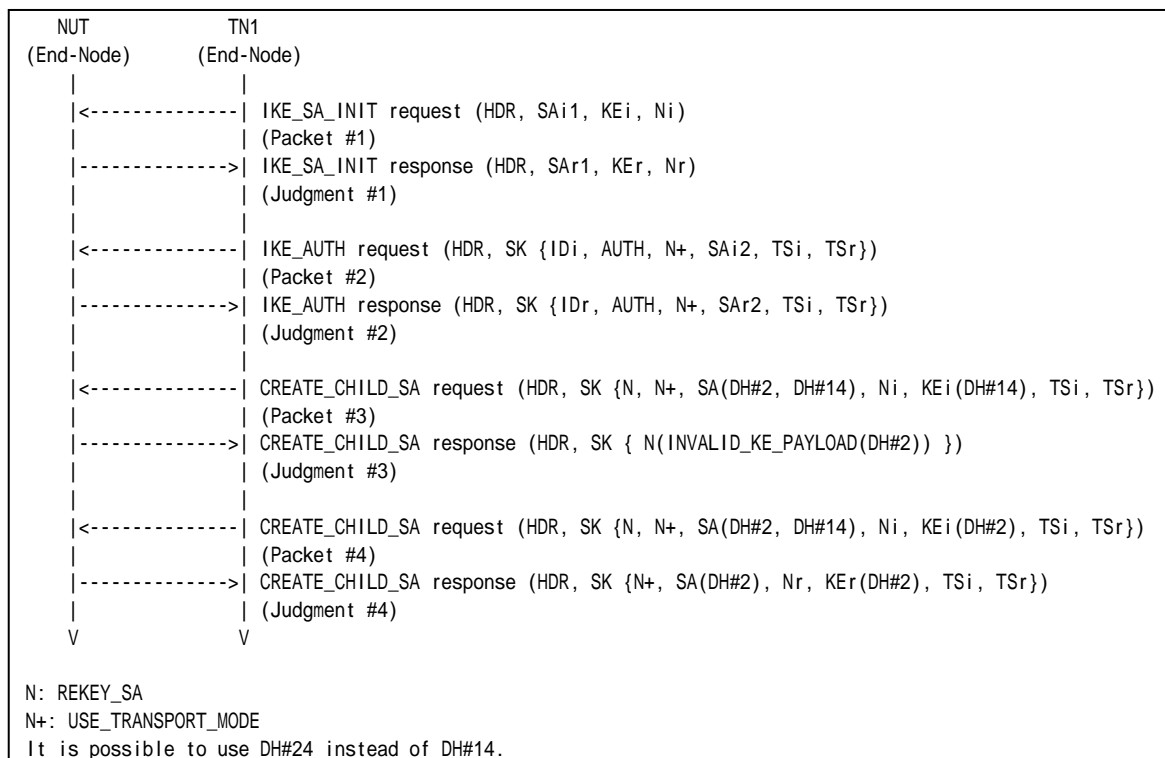 NUT TN1
(End-Node) (End-Node)
| |
|<--------------| IKE_SA_INIT request (HDR, SAi1, KEi, Ni)
| | (Packet #1)
|-------------->| IKE_SA_INIT response (HDR, SAr1, KEr, Nr)
| | (Judgment #1)
| |
|<--------------| IKE_AUTH request (HDR, SK {IDi, AUTH, N+, SAi2, TSi, TSr})
| | (Packet #2)
|-------------->| IKE_AUTH response (HDR, SK {IDr, AUTH, N+, SAr2, TSi, TSr})
| | (Judgment #2)
| |
|<--------------| CREATE_CHILD_SA request (HDR, SK {N, N+, SA(DH#2, DH#14), Ni, KEi(DH#14), TSi, TSr})
| | (Packet #3)
|-------------->| CREATE_CHILD_SA response (HDR, SK { N(INVALID_KE_PAYLOAD(DH#2)) })
| | (Judgment #3)
| |
|<--------------| CREATE_CHILD_SA request (HDR, SK {N, N+, SA(DH#2, DH#14), Ni, KEi(DH#2), TSi, TSr})
| | (Packet #4)
|-------------->| CREATE_CHILD_SA response (HDR, SK {N+, SA(DH#2), Nr, KEr(DH#2), TSi, TSr})
| | (Judgment #4)
V V
N: REKEY_SA
N+: USE_TRANSPORT_MODE
It is possible to use DH#24 instead of DH#14.